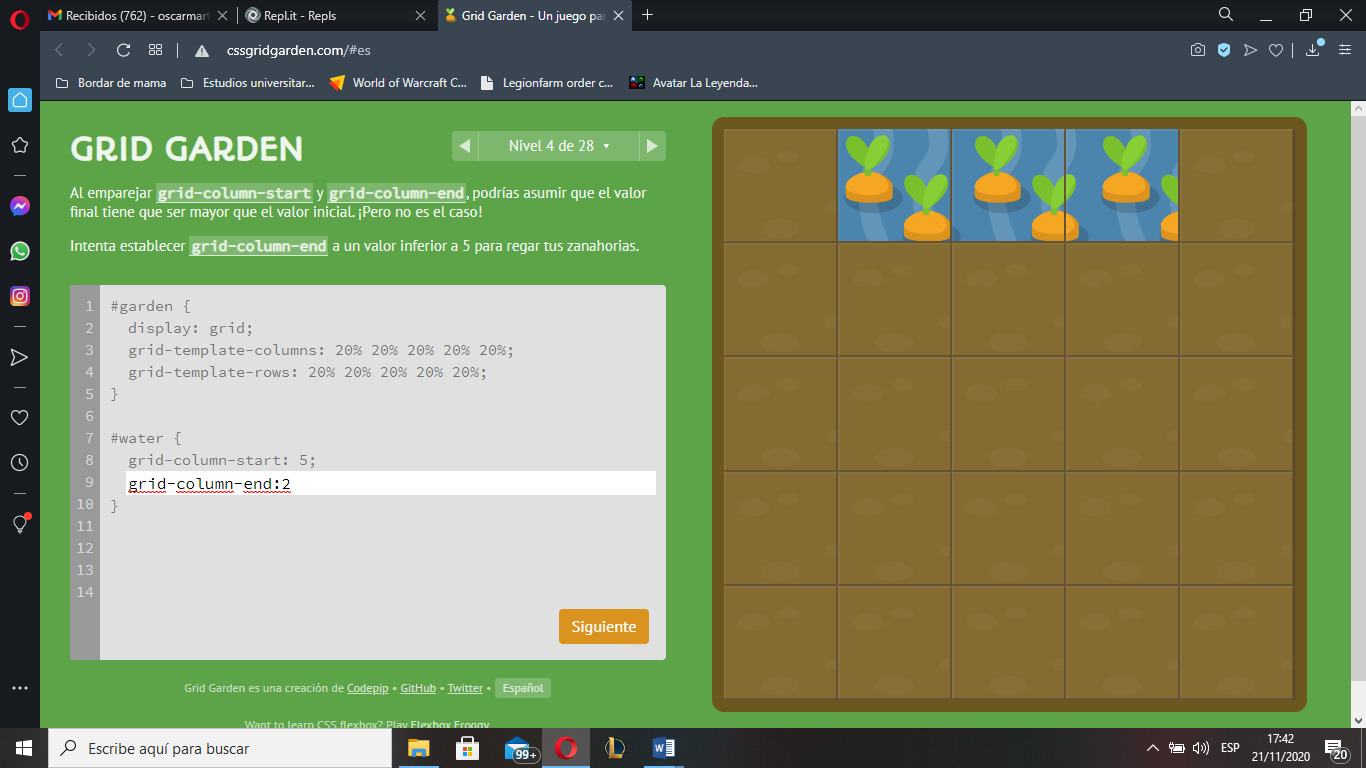 Recibidos (762) - oscarmart
Repl.it - Repls
Grid Garden - Un juego par
cssgridgarden.com/#es
Bordar de mama
Estudios universitar...
World of Warcraft C...
Legionfarm order c...
Avatar La Leyenda...
GRID GARDEN
Nivel 4 de 28
Al emparejar grid-column-start y grid-column-end, podrías asumir que el valor
final tiene que ser mayor que el valor inicial. ¡Pero no es el caso!
Intenta establecer grid-column-end a un valor inferior a 5 para regar tus zanahorias.
1 #garden {
2 display: grid;
3 grid-template-columns: 20% 20% 20% 20% 20%;
4 grid-template-rows: 20% 20% 20% 20% 20%;
5 }
6
7 #water {
8 grid-column-start: 5;
9 grid-column-end:2
10 }
11
12
13
14
Siguiente
Grid Garden es una creación de Codepip • GitHub • Twitter • Español
Want to learn CSS flexbox? Play Flexbox Froggy
Escribe aquí para buscar
99+
ESP
17:42
21/11/2020
20